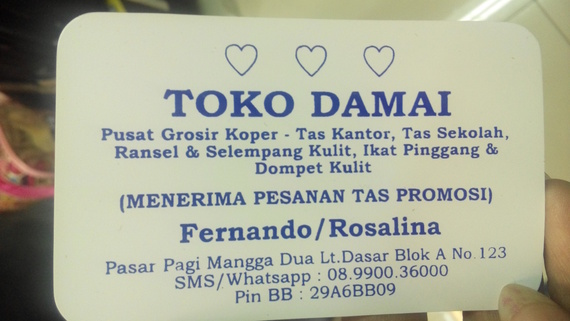 TOKO DAMAI
Pusat Grosir Koper - Tas Kantor, Tas Sekolah,
Ransel & Selempang Kulit, Ikat Pinggang &
Dompet Kulit
(MENERIMA PESANAN TAS PROMOSI)
Fernando/Rosalina
Pasar Pagi Mangga Dua Lt.Dasar Blok A No.123
SMS/Whatsapp : 08.9900.36000
Pin BB : 29A6BB09